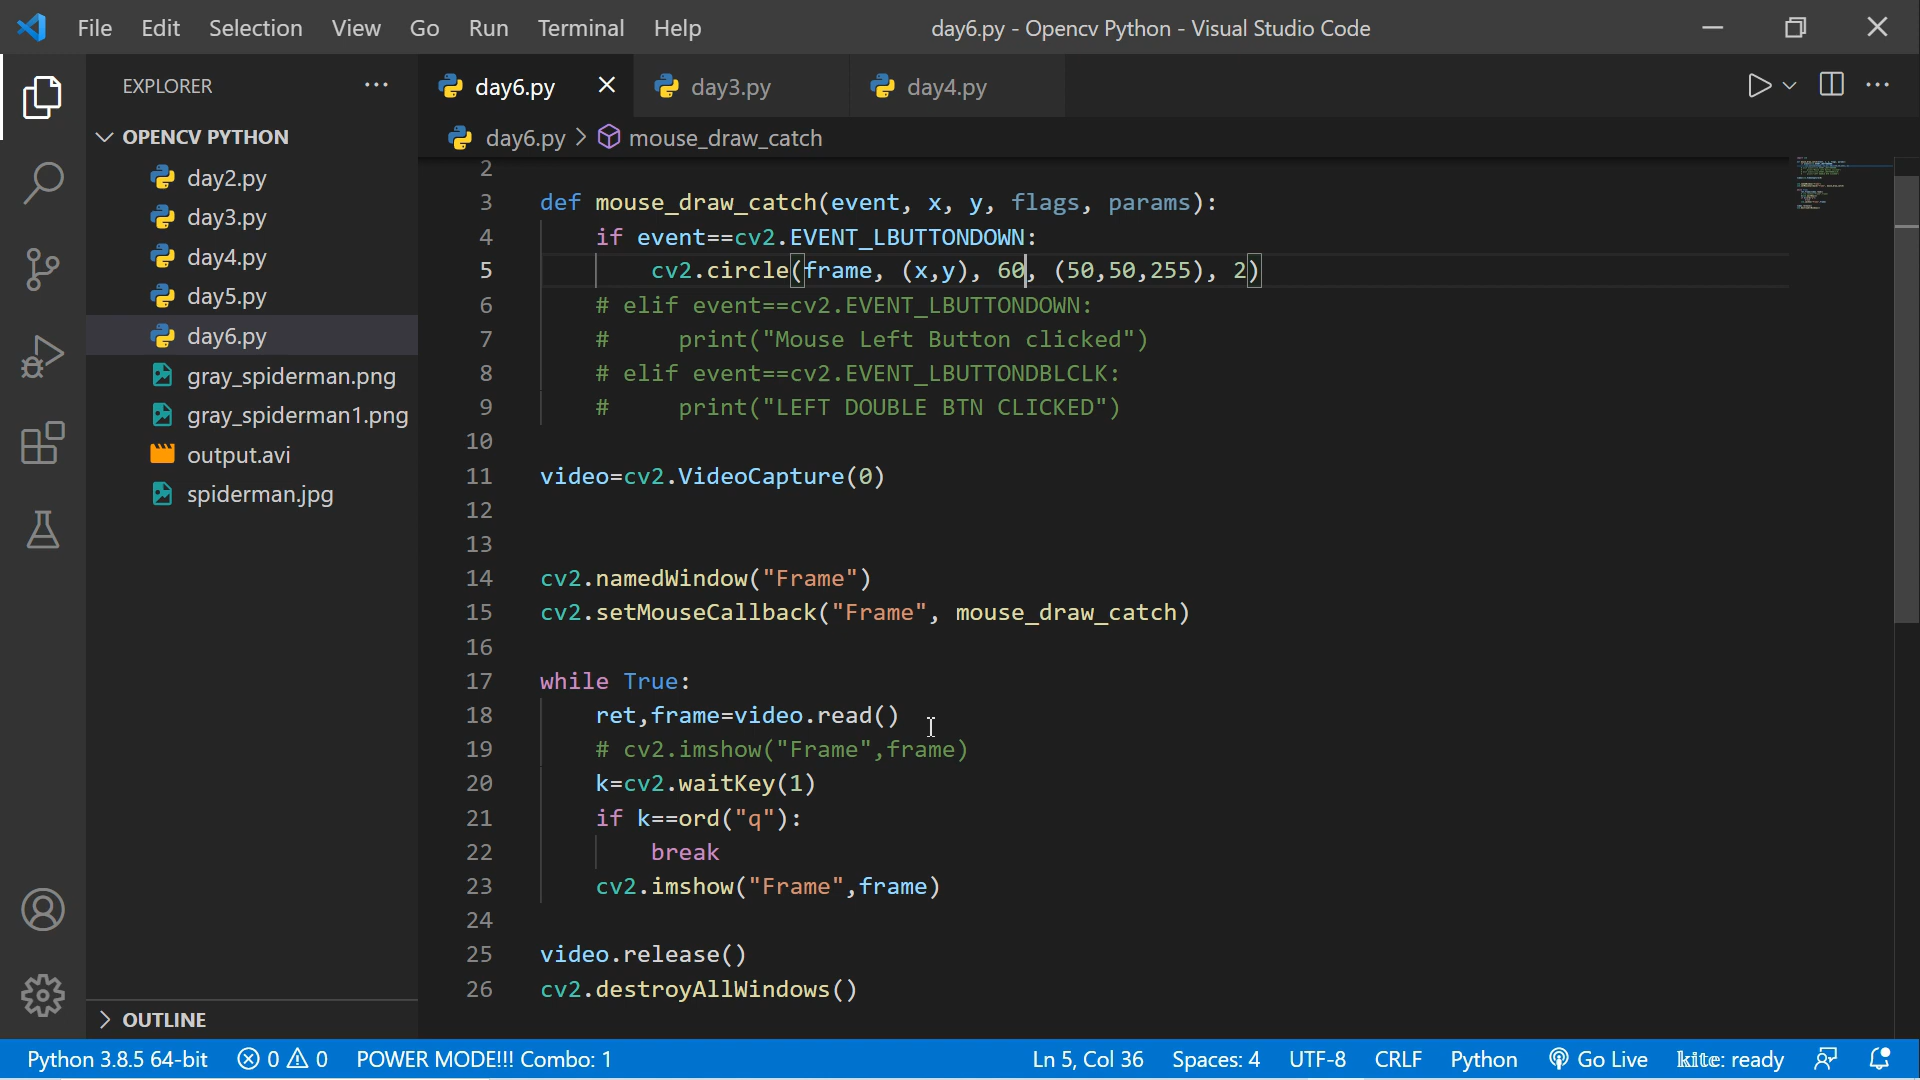 File Edit Selection View Go Run Terminal Help day6.py - Opencv Python - Visual Studio Code
EXPLORER
OPENCV PYTHON
day2.py
day3.py
day4.py
day5.py
day6.py
gray_spiderman.png
gray_spiderman1.png
output.avi
spiderman.jpg
OUTLINE
day6.py day3.py day4.py
day6.py > mouse_draw_catch
2
3 def mouse_draw_catch(event, x, y, flags, params):
4 if event==cv2.EVENT_LBUTTONDOWN:
5 cv2.circle(frame, (x,y), 60, (50,50,255), 2)
6 # elif event==cv2.EVENT_LBUTTONDOWN:
7 # print("Mouse Left Button clicked")
8 # elif event==cv2.EVENT_LBUTTONDBLCLK:
9 # print("LEFT DOUBLE BTN CLICKED")
10
11 video=cv2.VideoCapture(0)
12
13
14 cv2.namedWindow("Frame")
15 cv2.setMouseCallback("Frame", mouse_draw_catch)
16
17 while True:
18 ret,frame=video.read()
19 # cv2.imshow("Frame",frame)
20 k=cv2.waitKey(1)
21 if k==ord("q"):
22 break
23 cv2.imshow("Frame",frame)
24
25 video.release()
26 cv2.destroyAllWindows()
Python 3.8.5 64-bit 0 0 POWER MODE!!! Combo: 1 Ln 5, Col 36 Spaces: 4 UTF-8 CRLF Python Go Live kite: ready